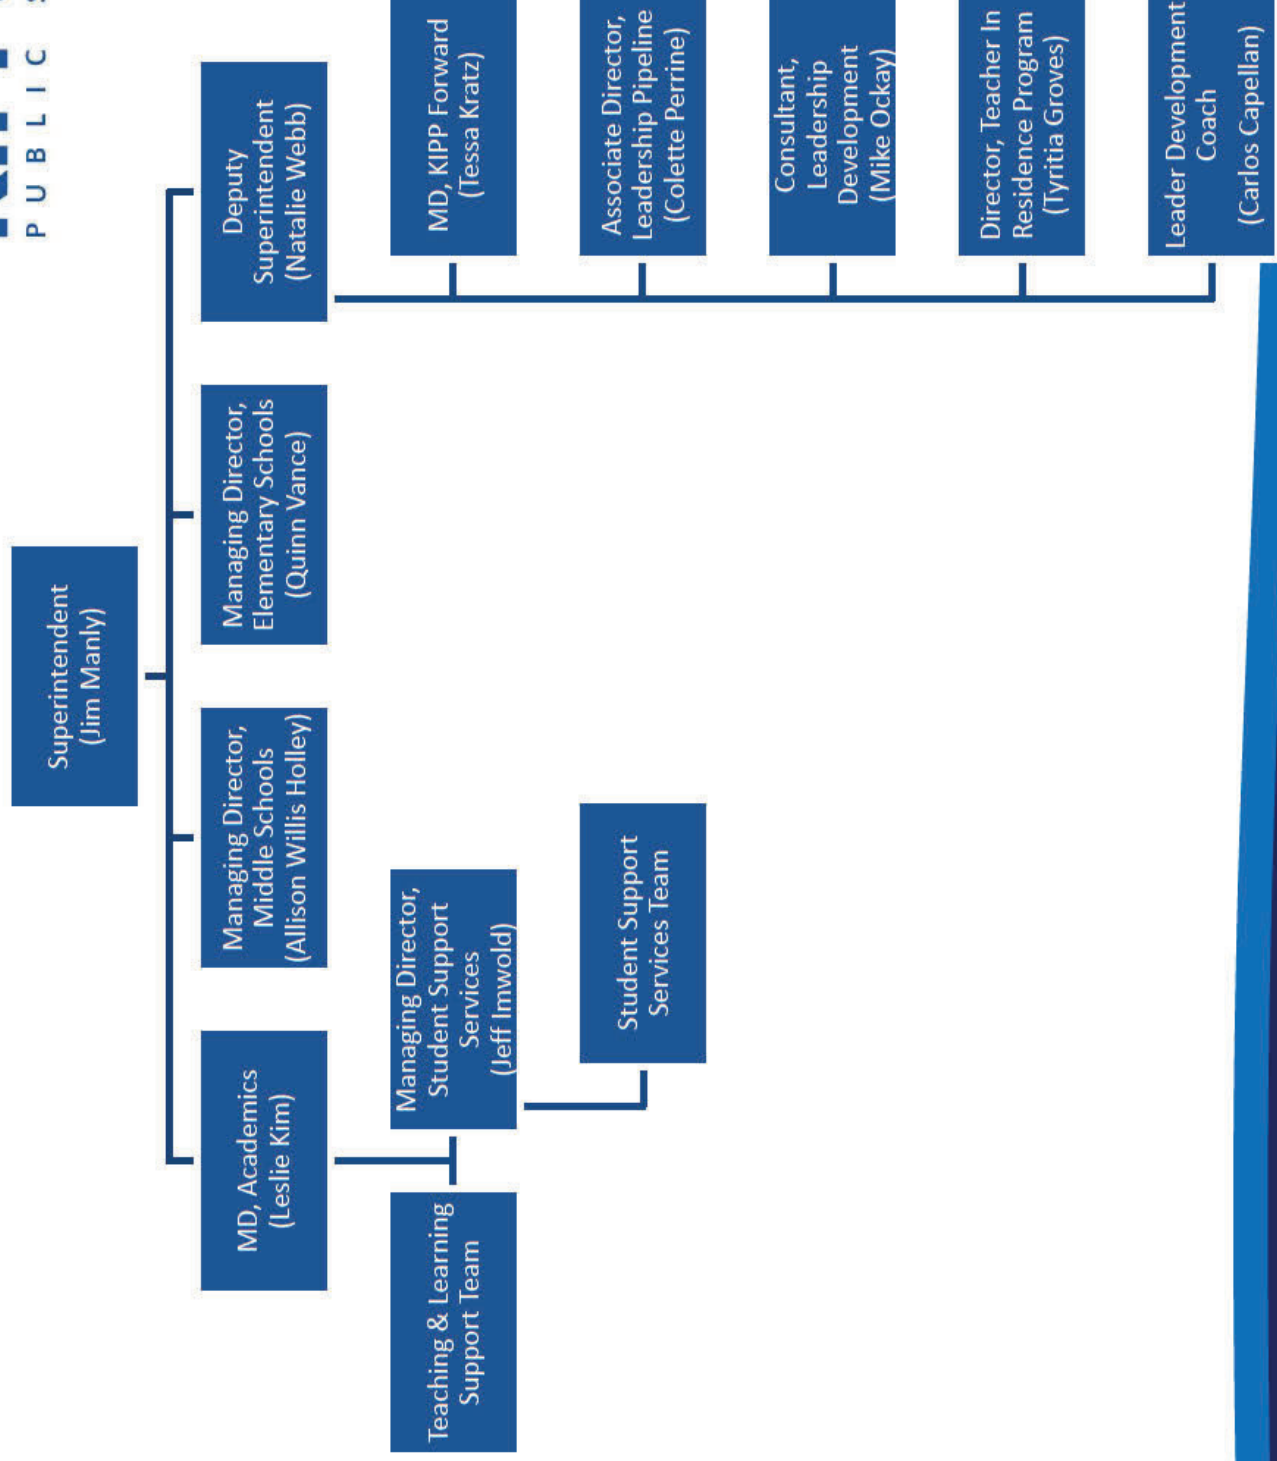 PUBLIC
Superintendent
(Jim Manly)
MD, Academics
(Leslie Kim)
Managing Director,
Middle Schools
(Allison Willis Holley)
Managing Director,
Elementary Schools
(Quinn Vance)
Deputy
Superintendent
(Natalie Webb)
Teaching & Learning
Support Team
Managing Director,
Student Support
Services
(Jeff Imwold)
MD, KIPP Forward
(Tessa Kratz)
Student Support
Services Team
Associate Director,
Leadership Pipeline
(Colette Perrine)
Consultant,
Leadership
Development
(Mike Ockay)
Director, Teacher In
Residence Program
(Tyritia Groves)
Leader Development
Coach
(Carlos Capellan)